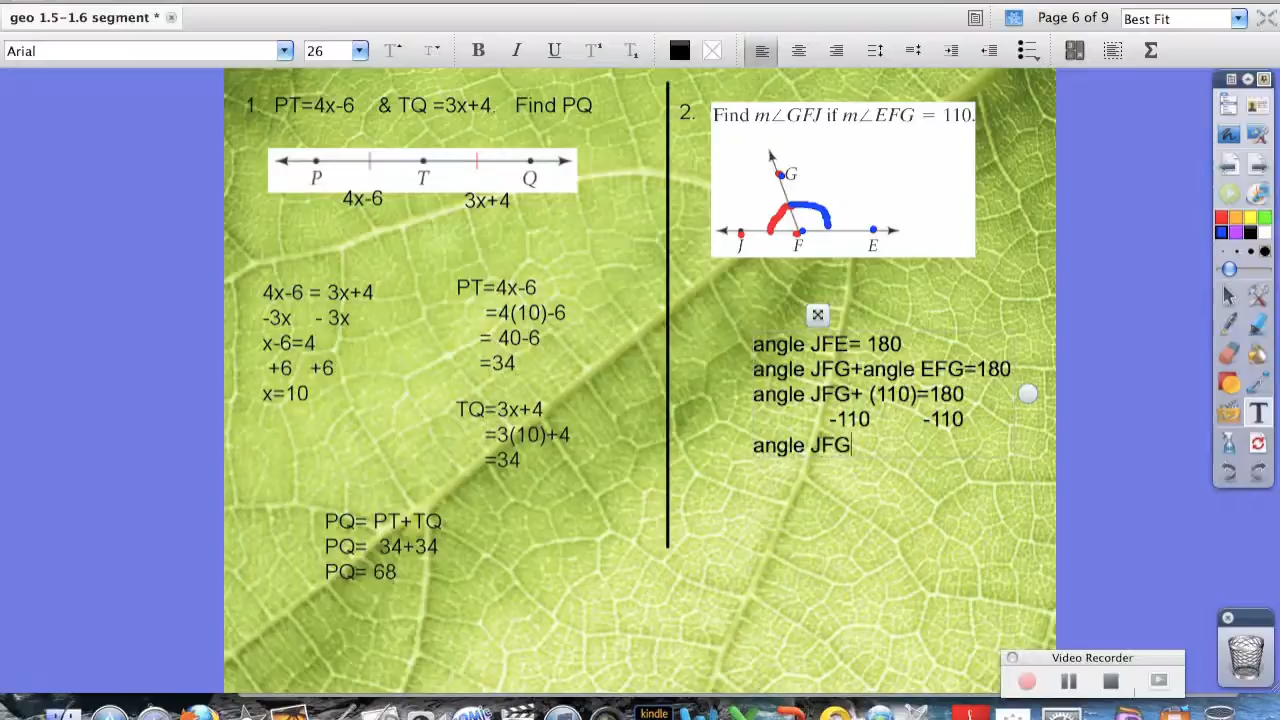 geo 1.5-1.6 segment *
Page 6 of 9
Best Fit
Arial
26
1. PT=4x-6 & TQ =3x+4. Find PQ
P T Q
4x-6 3x+4
4x-6 = 3x+4
-3x - 3x
x-6=4
+6 +6
x=10
PT=4x-6
=4(10)-6
= 40-6
=34
TQ=3x+4
=3(10)+4
=34
PQ= PT+TQ
PQ= 34+34
PQ= 68
2. Find m∠GFJ if m∠EFG = 110.
G
J F E
angle JFE= 180
angle JFG+angle EFG=180
angle JFG+ (110)=180
-110 -110
angle JFG
Video Recorder
kindle